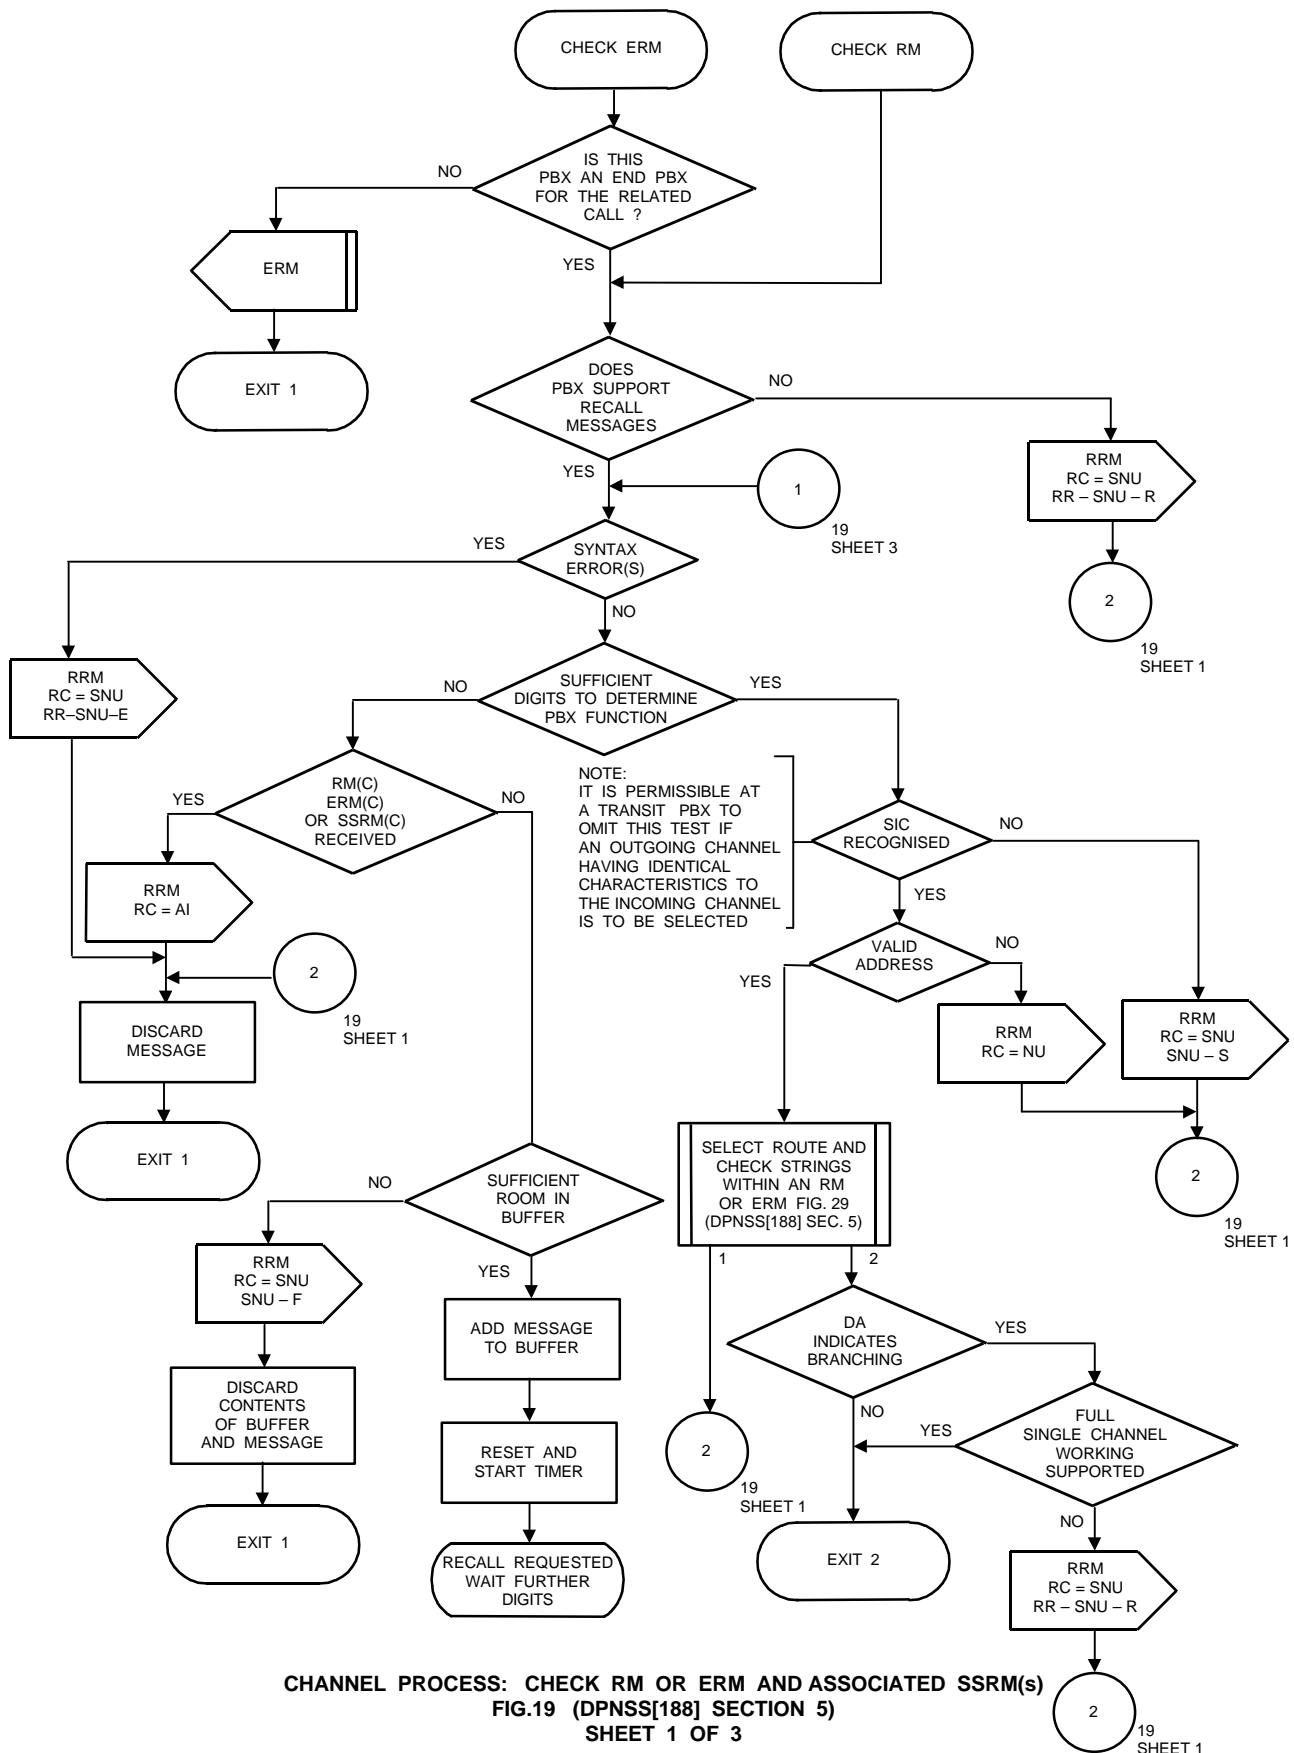 CHECK ERM
CHECK RM
IS THIS
PBX AN END PBX
FOR THE RELATED
CALL ?
NO
YES
ERM
EXIT 1
DOES
PBX SUPPORT
RECALL
MESSAGES
NO
YES
RRM
RC = SNU
RR – SNU – R
1
19
SHEET 3
2
19
SHEET 1
SYNTAX
ERROR(S)
YES
NO
RRM
RC = SNU
RR–SNU–E
SUFFICIENT
DIGITS TO DETERMINE
PBX FUNCTION
NO
YES
RM(C)
ERM(C)
OR SSRM(C)
RECEIVED
YES
NO
NOTE:
IT IS PERMISSIBLE AT
A TRANSIT PBX TO
OMIT THIS TEST IF
AN OUTGOING CHANNEL
HAVING IDENTICAL
CHARACTERISTICS TO
THE INCOMING CHANNEL
IS TO BE SELECTED
SIC
RECOGNISED
NO
YES
RRM
RC = AI
2
19
SHEET 1
VALID
ADDRESS
NO
YES
DISCARD
MESSAGE
RRM
RC = NU
RRM
RC = SNU
SNU – S
EXIT 1
2
19
SHEET 1
SELECT ROUTE AND
CHECK STRINGS
WITHIN AN RM
OR ERM FIG. 29
(DPNSS[188] SEC. 5)
1
2
SUFFICIENT
ROOM IN
BUFFER
NO
YES
RRM
RC = SNU
SNU – F
ADD MESSAGE
TO BUFFER
DA
INDICATES
BRANCHING
YES
NO
DISCARD
CONTENTS
OF BUFFER
AND MESSAGE
RESET AND
START TIMER
2
19
SHEET 1
FULL
SINGLE CHANNEL
WORKING
SUPPORTED
YES
NO
EXIT 1
RECALL REQUESTED
WAIT FURTHER
DIGITS
EXIT 2
RRM
RC = SNU
RR – SNU – R
2
19
SHEET 1
CHANNEL PROCESS: CHECK RM OR ERM AND ASSOCIATED SSRM(s)
FIG.19 (DPNSS[188] SECTION 5)
SHEET 1 OF 3